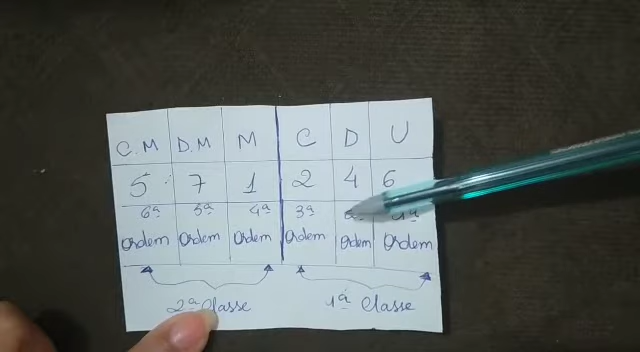 C.M D.M M C D U
5 7 1 2 4 6
6ª 5ª 4ª 3ª 2ª 1ª
Ordem Ordem Ordem Ordem Ordem Ordem
2ª Classe 1ª Classe